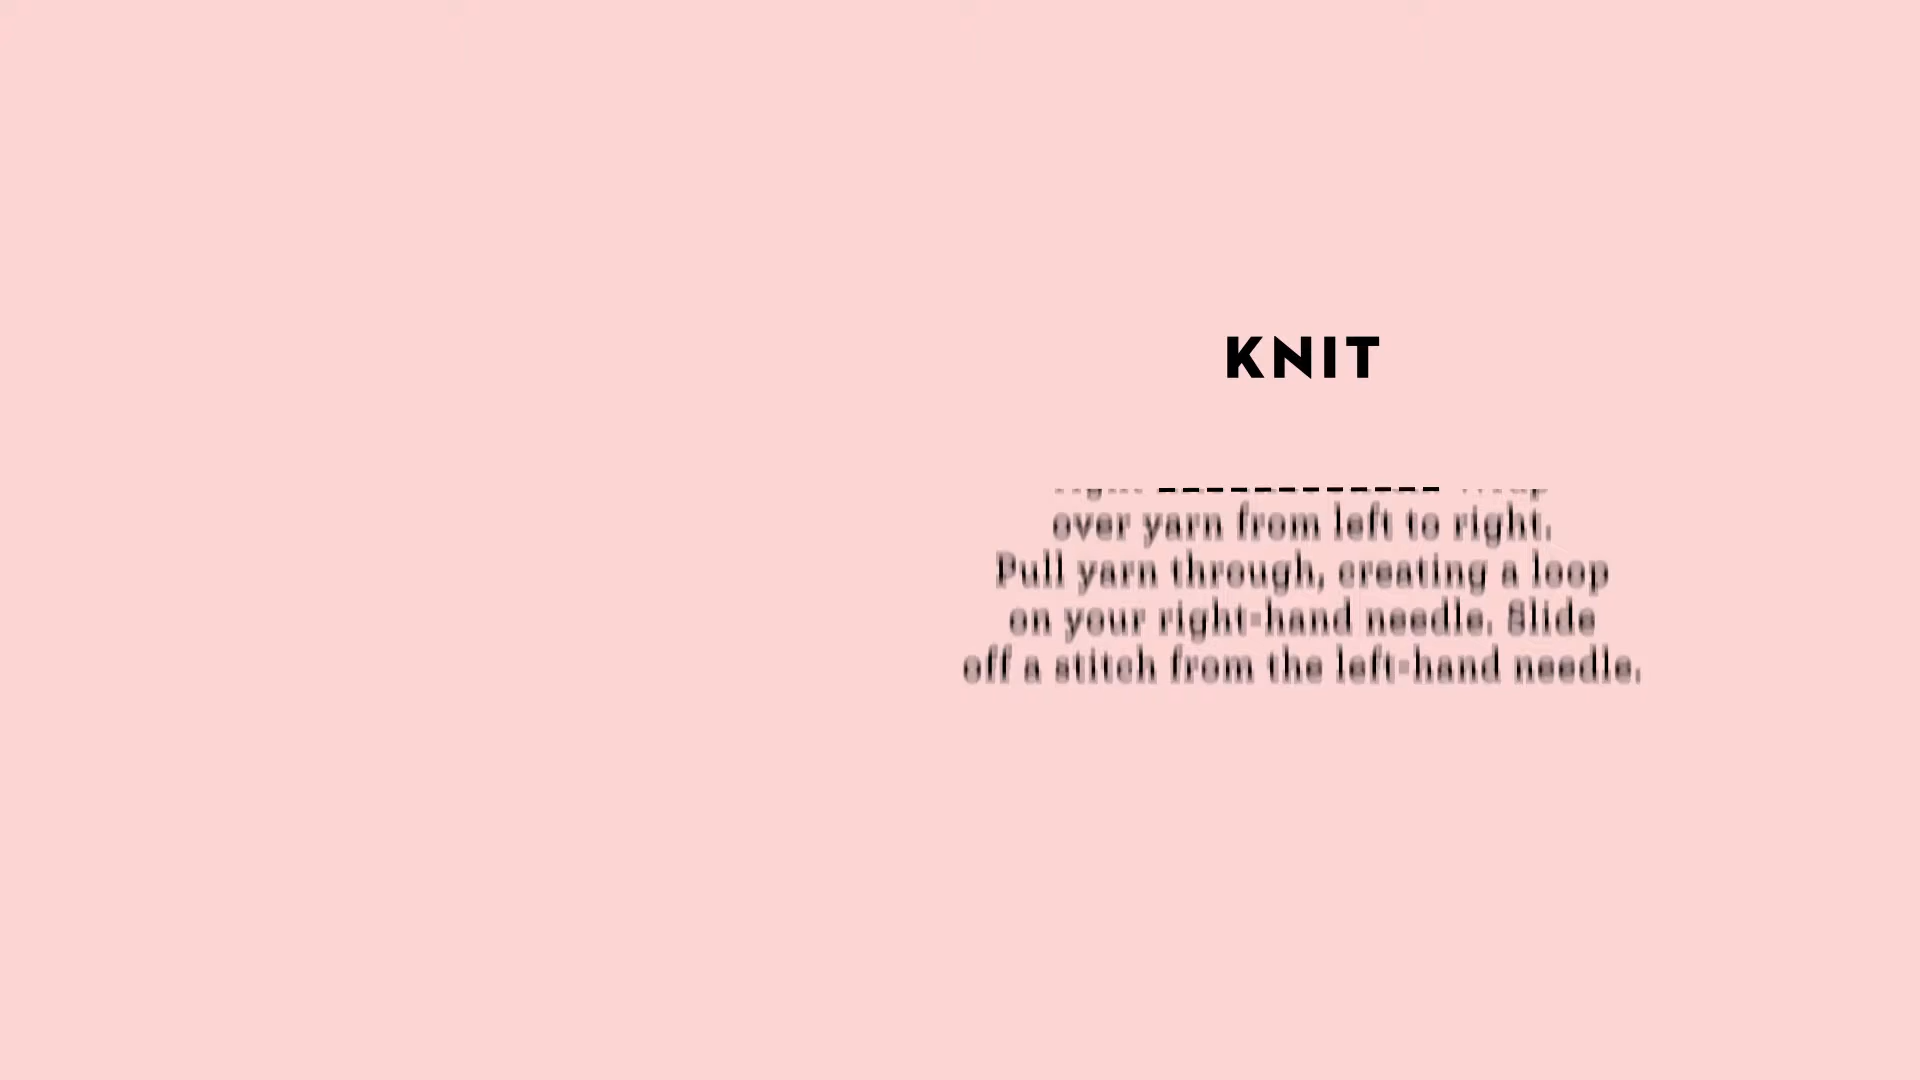 KNIT
over yarn from left to right.
Pull yarn through, creating a loop
on your right-hand needle. Slide
off a stitch from the left-hand needle.